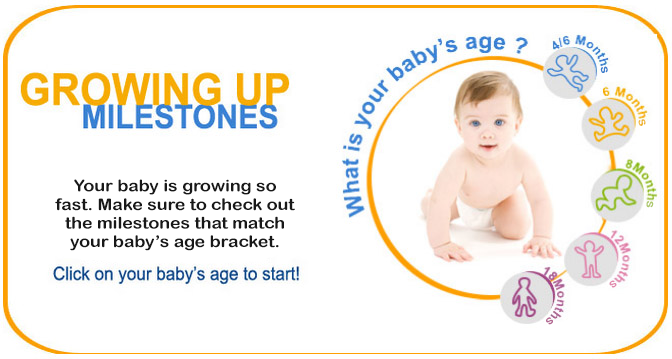 GROWING UP
MILESTONES
Your baby is growing so
fast. Make sure to check out
the milestones that match
your baby's age bracket.
Click on your baby's age to start!
What is your baby's age ?
4/6 Months
6 Months
8Months
12Months
18Months